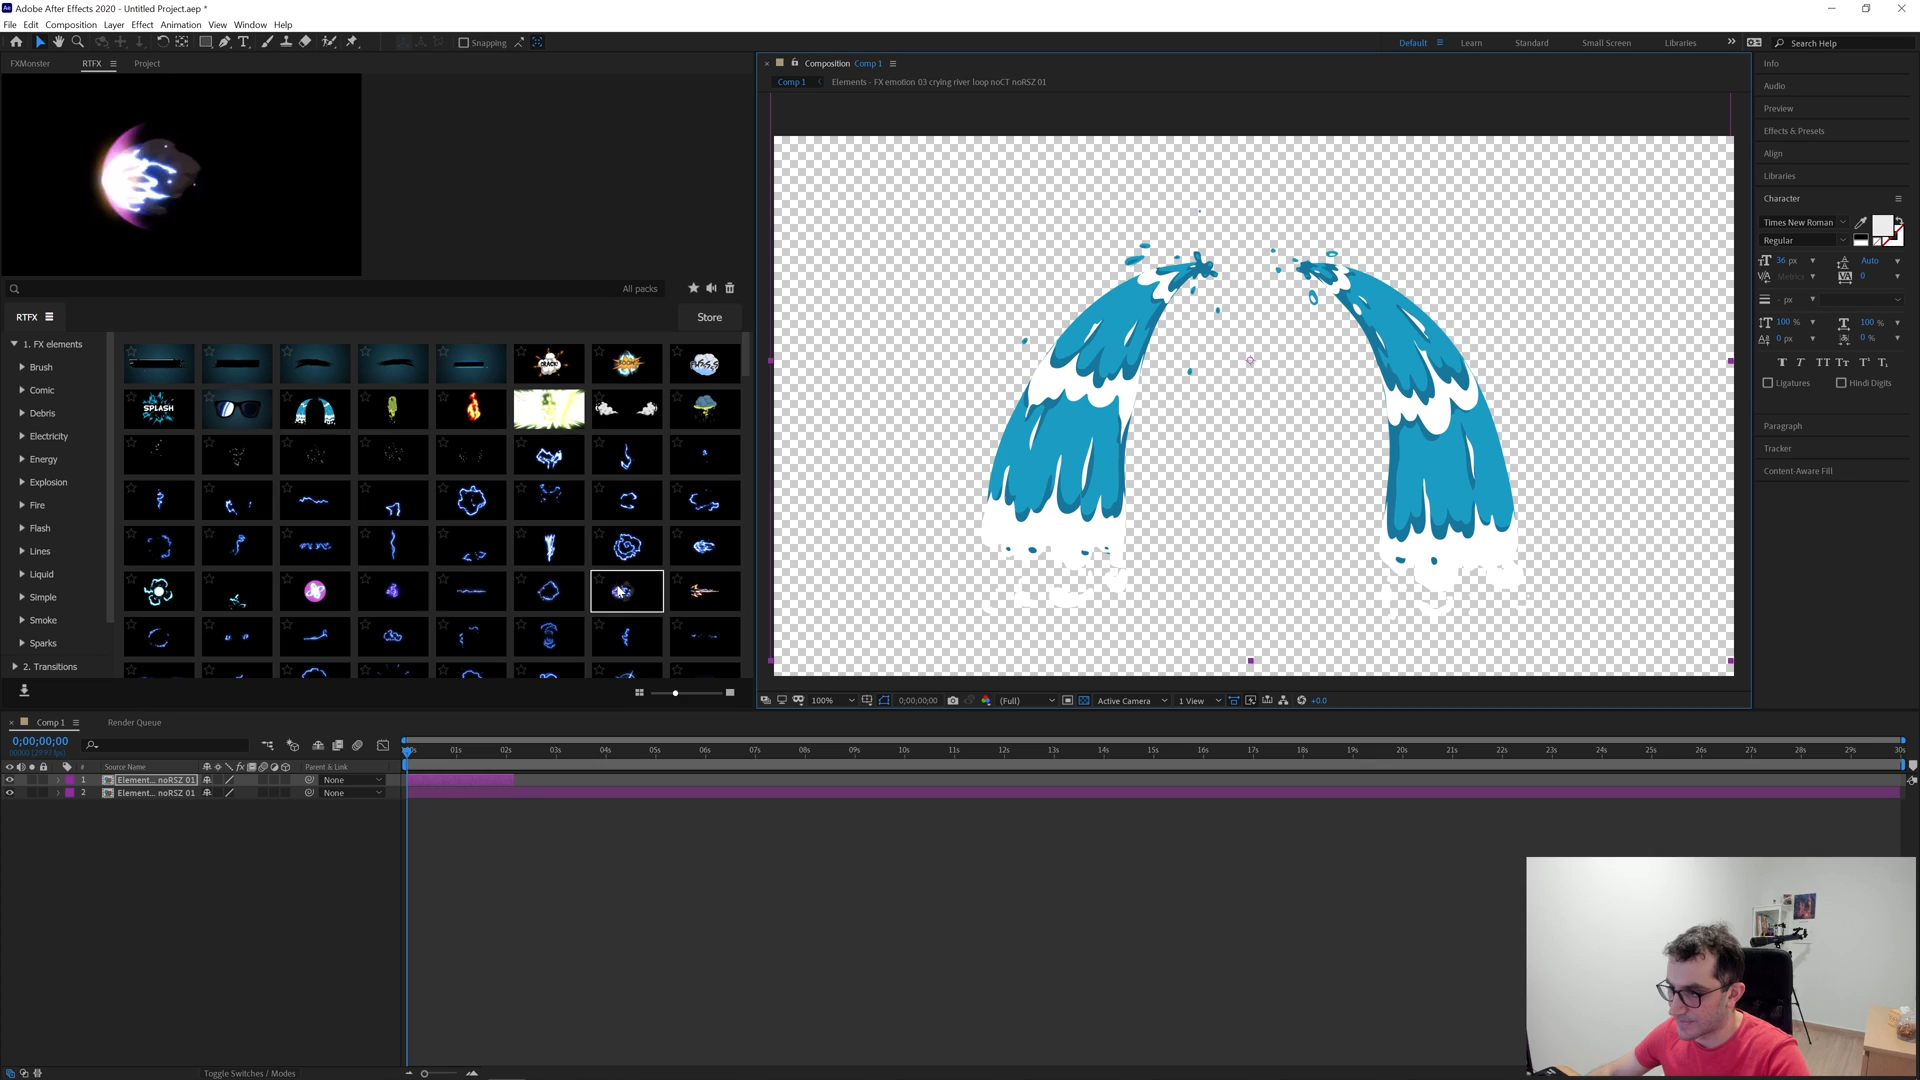 Adobe After Effects 2020 - Untitled Project.aep *
File Edit Composition Layer Effect Animation View Window Help
Snapping
Default Learn Standard Small Screen Libraries Search Help
FXMonster RTFX Project
Composition Comp 1
Comp 1 Elements - FX emotion 03 crying river loop noCT noRSZ 01
Info
Audio
Preview
Effects & Presets
Align
Libraries
Character
Times New Roman
Regular
36 px Auto
Metrics 0
- px
100 % 100 %
0 px 0 %
Ligatures Hindi Digits
Paragraph
Tracker
Content-Aware Fill
All packs
RTFX Store
1. FX elements
Brush
Comic
Debris
Electricity
Energy
Explosion
Fire
Flash
Lines
Liquid
Simple
Smoke
Sparks
2. Transitions
CRACK!
SPLASH
100% 0;00;00;00 (Full) Active Camera 1 View +0.0
Comp 1 Render Queue
0;00;00;00
00000 (29.97 fps)
01s 02s 03s 04s 05s 06s 07s 08s 09s 10s 11s 12s 13s 14s 15s 16s 17s 18s 19s 20s 21s 22s 23s 24s 25s 26s 27s 28s 29s 30s
# Source Name Parent & Link
1 Element... noRSZ 01 None
2 Element... noRSZ 01 None
Toggle Switches / Modes